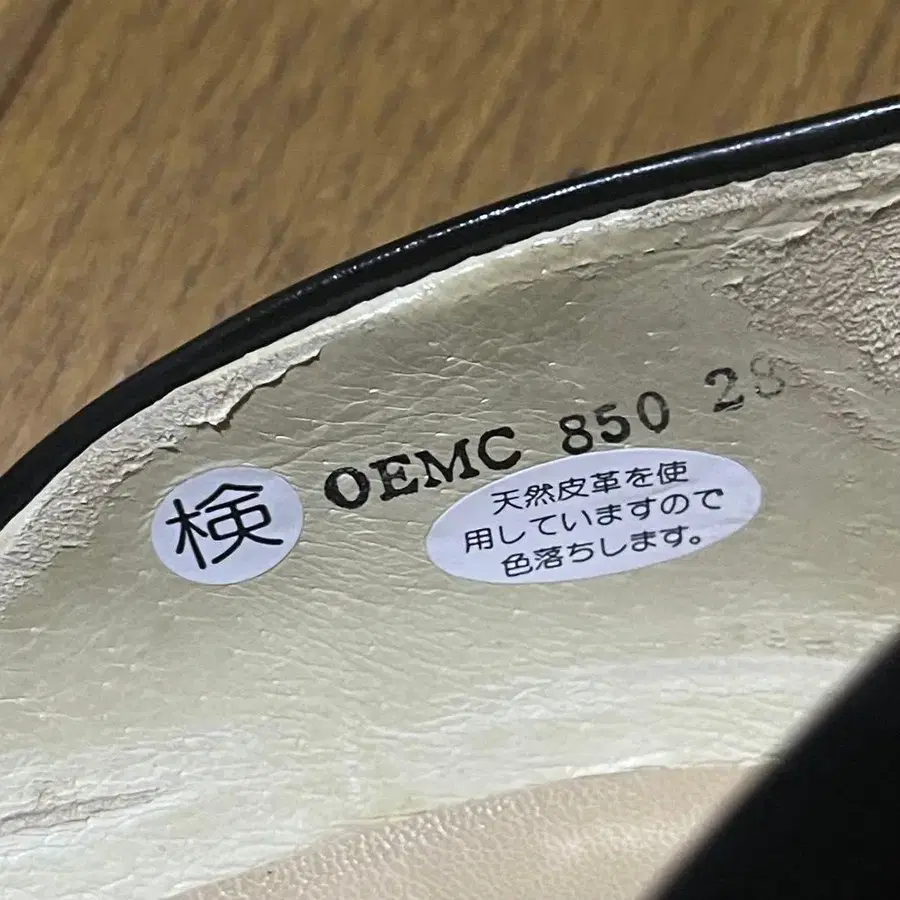 検
OEMC 850
天然皮革を使
用していますので
色落ちします。